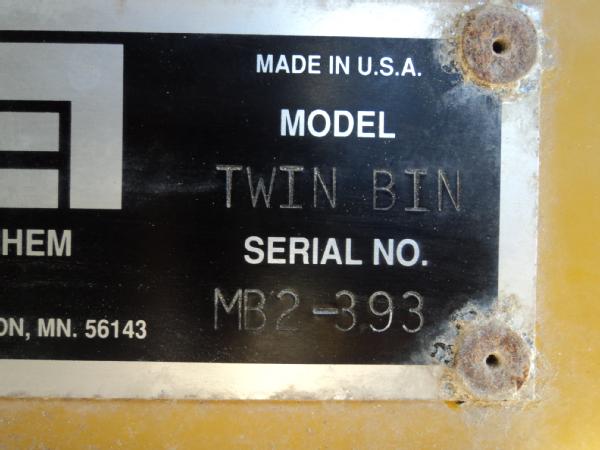 MADE IN U.S.A.
MODEL
TWIN BIN
HEM
SERIAL NO.
MB2-393
ON, MN. 56143